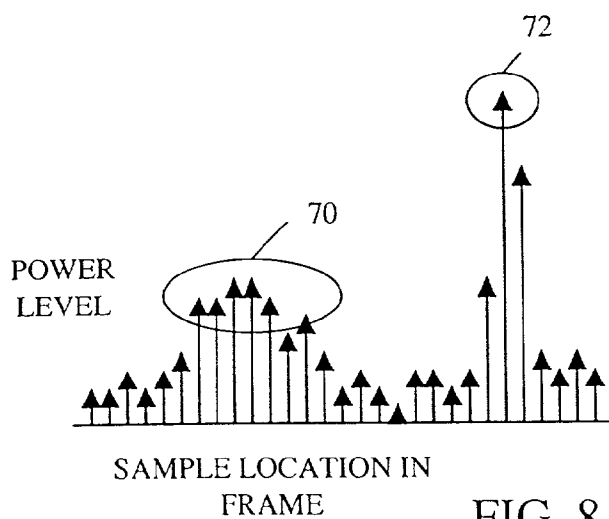 72
70
POWER
LEVEL
SAMPLE LOCATION IN
FRAME
FIG. 8